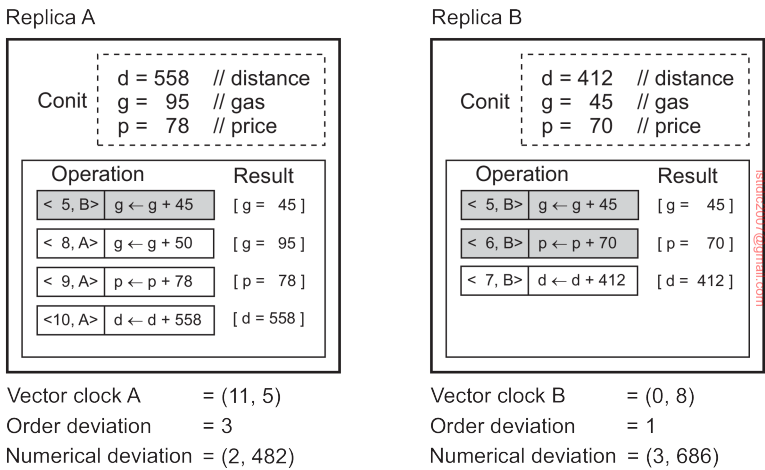 Replica A
Conit
d = 558 // distance
g = 95 // gas
p = 78 // price
Operation Result
< 5, B> g ← g + 45 [ g = 45 ]
< 8, A> g ← g + 50 [ g = 95 ]
< 9, A> p ← p + 78 [ p = 78 ]
<10, A> d ← d + 558 [ d = 558 ]
Vector clock A = (11, 5)
Order deviation = 3
Numerical deviation = (2, 482)
Replica B
Conit
d = 412 // distance
g = 45 // gas
p = 70 // price
Operation Result
< 5, B> g ← g + 45 [ g = 45 ]
< 6, B> p ← p + 70 [ p = 70 ]
< 7, B> d ← d + 412 [ d = 412 ]
Vector clock B = (0, 8)
Order deviation = 1
Numerical deviation = (3, 686)